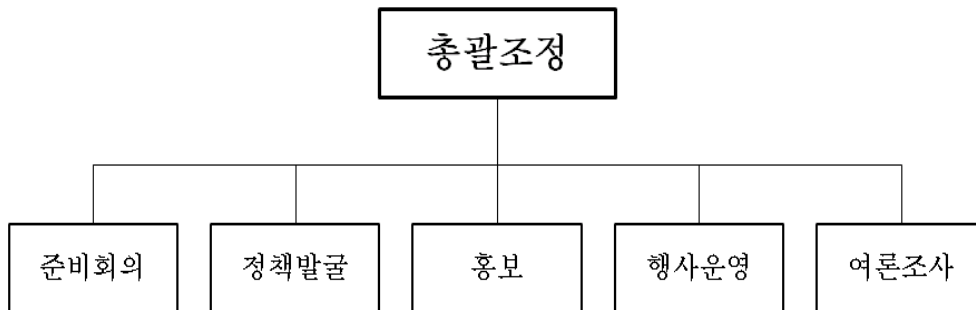 총괄조정
준비회의
정책발굴
홍보
행사운영
여론조사